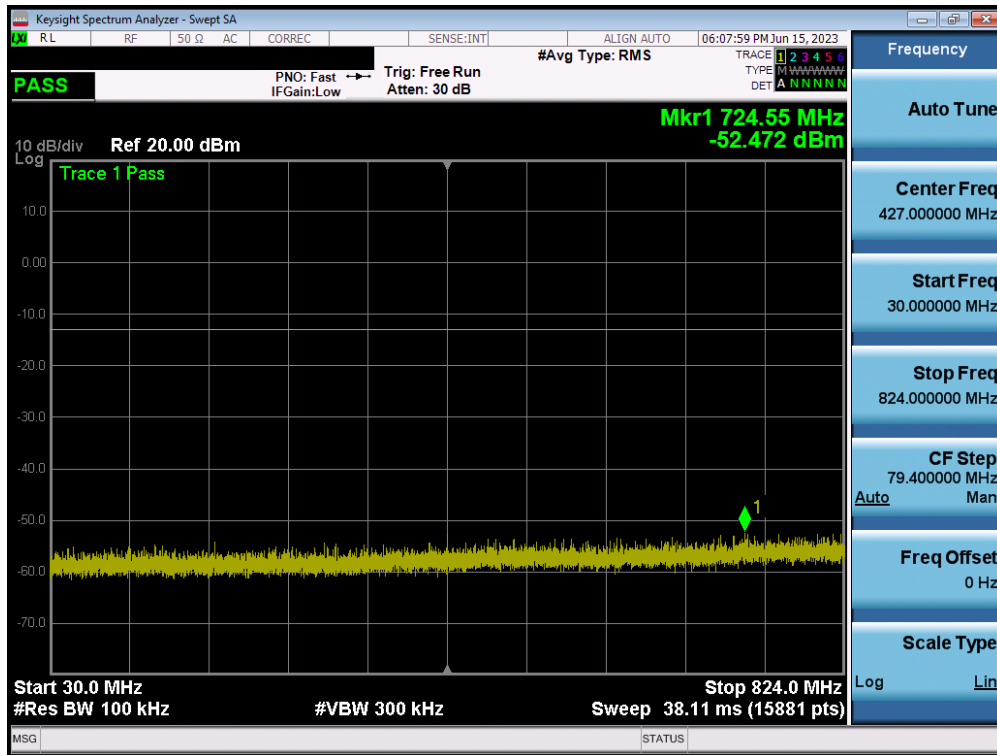 Keysight Spectrum Analyzer - Swept SA
LXI RL RF 50 Ω AC CORREC SENSE:INT ALIGN AUTO 06:07:59 PM Jun 15, 2023
Frequency
#Avg Type: RMS
TRACE 1 2 3 4 5 6
PNO: Fast Trig: Free Run
TYPE M WWWWW
PASS
IFGain:Low Atten: 30 dB
DET A N N N N N
Auto Tune
Mkr1 724.55 MHz
-52.472 dBm
10 dB/div Ref 20.00 dBm
Log
Trace 1 Pass
10.0
0.00
-10.0
-20.0
-30.0
-40.0
-50.0
-60.0
-70.0
1
Center Freq
427.000000 MHz
Start Freq
30.000000 MHz
Stop Freq
824.000000 MHz
CF Step
79.400000 MHz
Auto Man
Freq Offset
0 Hz
Scale Type
Log Lin
Start 30.0 MHz Stop 824.0 MHz
#Res BW 100 kHz #VBW 300 kHz Sweep 38.11 ms (15881 pts)
MSG STATUS